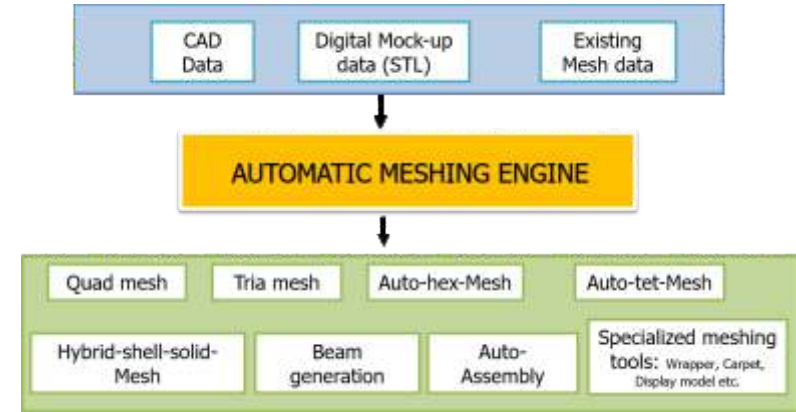 CAD
Data
Digital Mock-up
data (STL)
Existing
Mesh data
AUTOMATIC MESHING ENGINE
Quad mesh
Tria mesh
Auto-hex-Mesh
Auto-tet-Mesh
Hybrid-shell-solid-
Mesh
Beam
generation
Auto-
Assembly
Specialized meshing
tools: Wrapper, Carpet,
Display model etc.